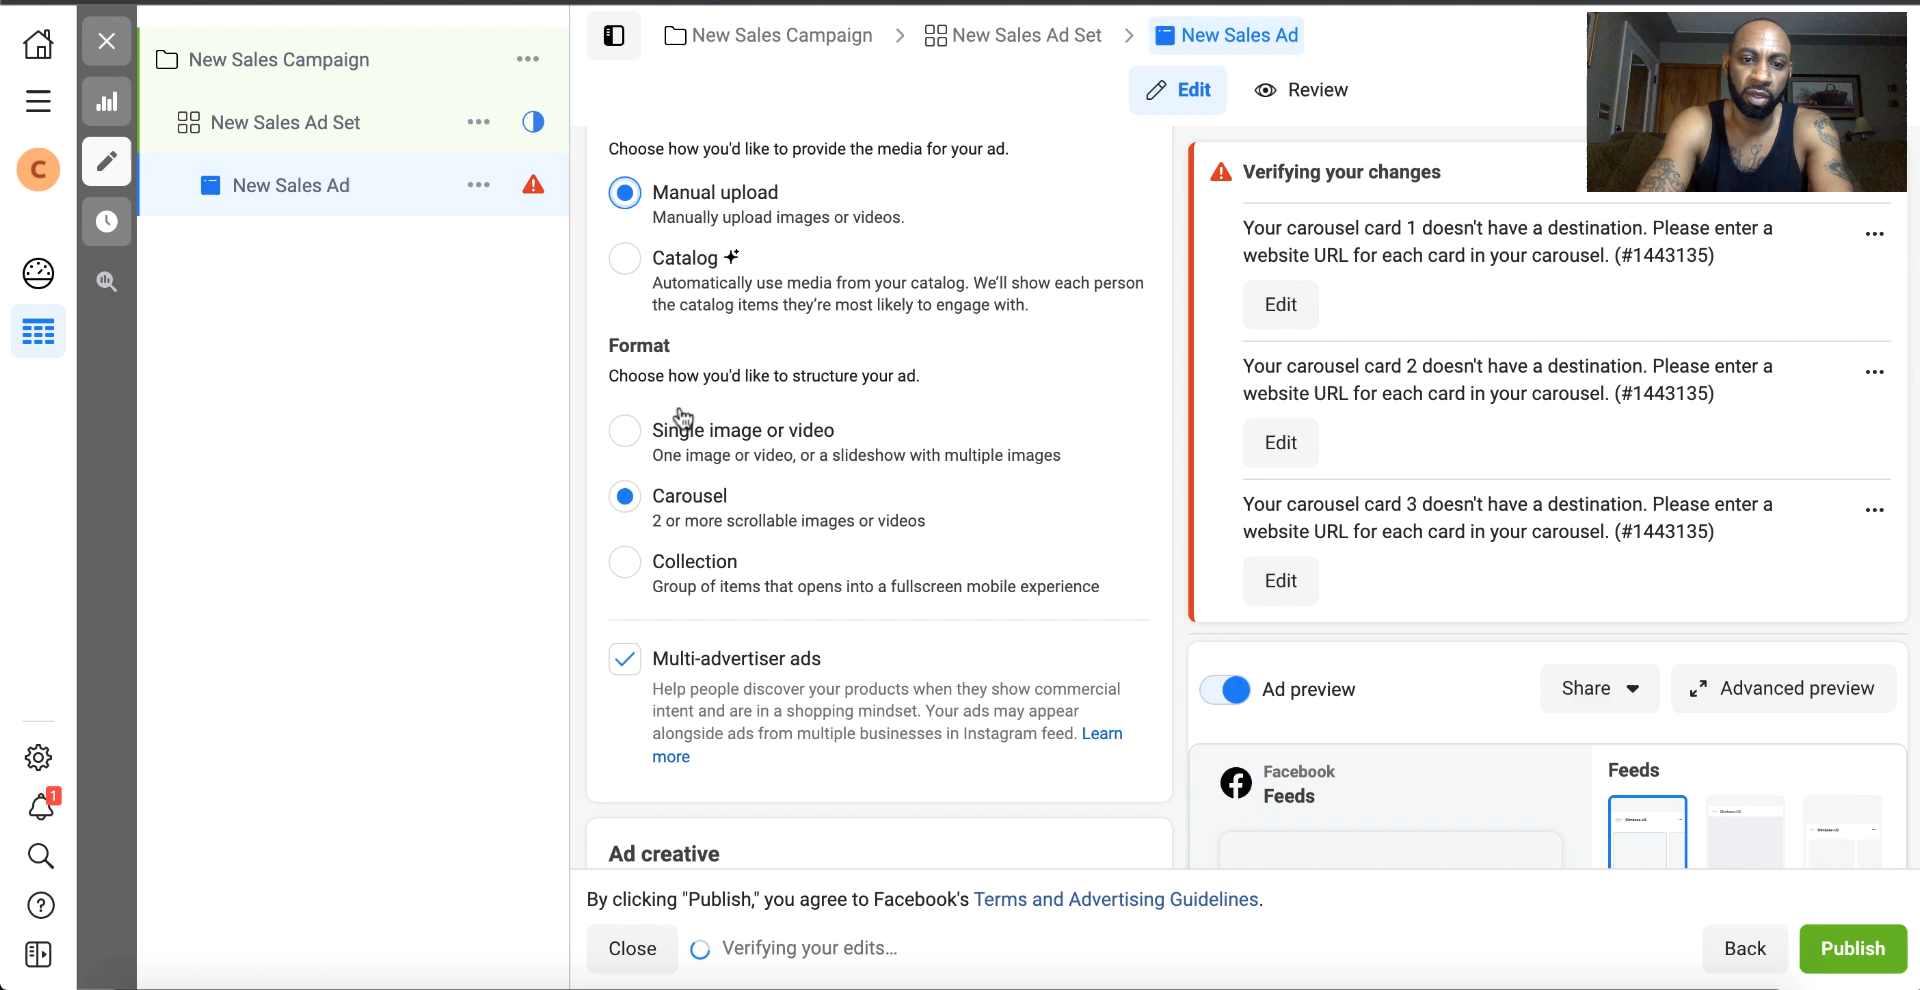 New Sales Campaign
New Sales Ad Set
New Sales Ad
C
1
New Sales Campaign > New Sales Ad Set > New Sales Ad
Edit Review
Choose how you'd like to provide the media for your ad.
Manual upload
Manually upload images or videos.
Catalog
Automatically use media from your catalog. We'll show each person
the catalog items they're most likely to engage with.
Format
Choose how you'd like to structure your ad.
Single image or video
One image or video, or a slideshow with multiple images
Carousel
2 or more scrollable images or videos
Collection
Group of items that opens into a fullscreen mobile experience
Multi-advertiser ads
Help people discover your products when they show commercial
intent and are in a shopping mindset. Your ads may appear
alongside ads from multiple businesses in Instagram feed. Learn
more
Ad creative
Verifying your changes
Your carousel card 1 doesn't have a destination. Please enter a
website URL for each card in your carousel. (#1443135)
Edit
Your carousel card 2 doesn't have a destination. Please enter a
website URL for each card in your carousel. (#1443135)
Edit
Your carousel card 3 doesn't have a destination. Please enter a
website URL for each card in your carousel. (#1443135)
Edit
Ad preview
Share
Advanced preview
Facebook
Feeds
Feeds
By clicking "Publish," you agree to Facebook's Terms and Advertising Guidelines.
Close
Verifying your edits...
Back
Publish